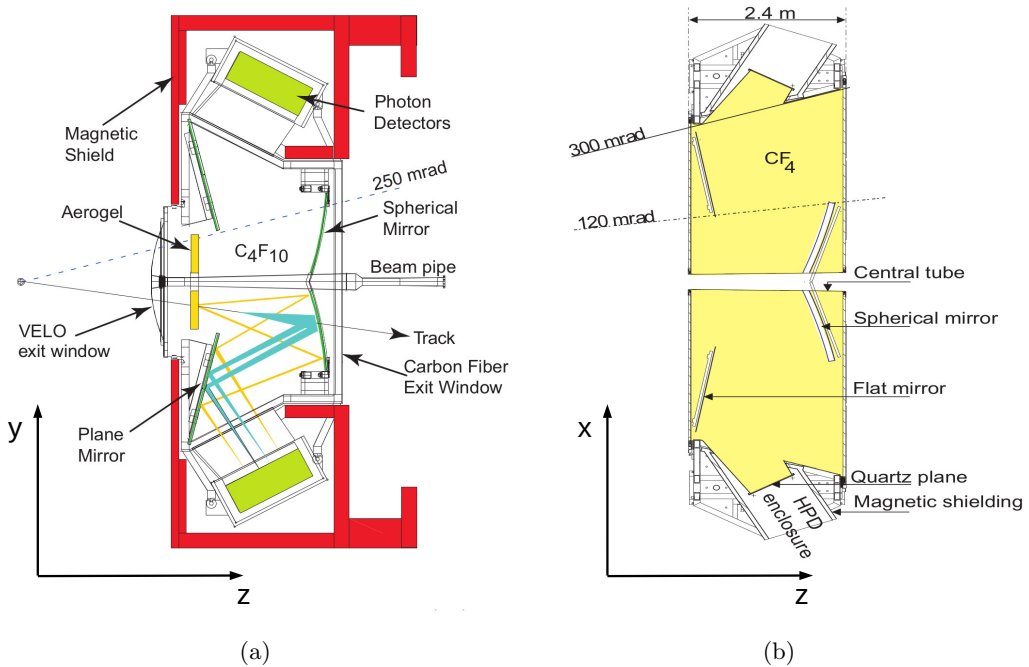 Magnetic
Shield
Photon
Detectors
250 mrad
Aerogel
Spherical
Mirror
C4F10
Beam pipe
VELO
exit window
Track
Carbon Fiber
Exit Window
Plane
Mirror
y
z
(a)
2.4 m
300 mrad
CF4
120 mrad
Central tube
Spherical mirror
Flat mirror
x
Quartz plane
Magnetic shielding
HPD
enclosure
z
(b)